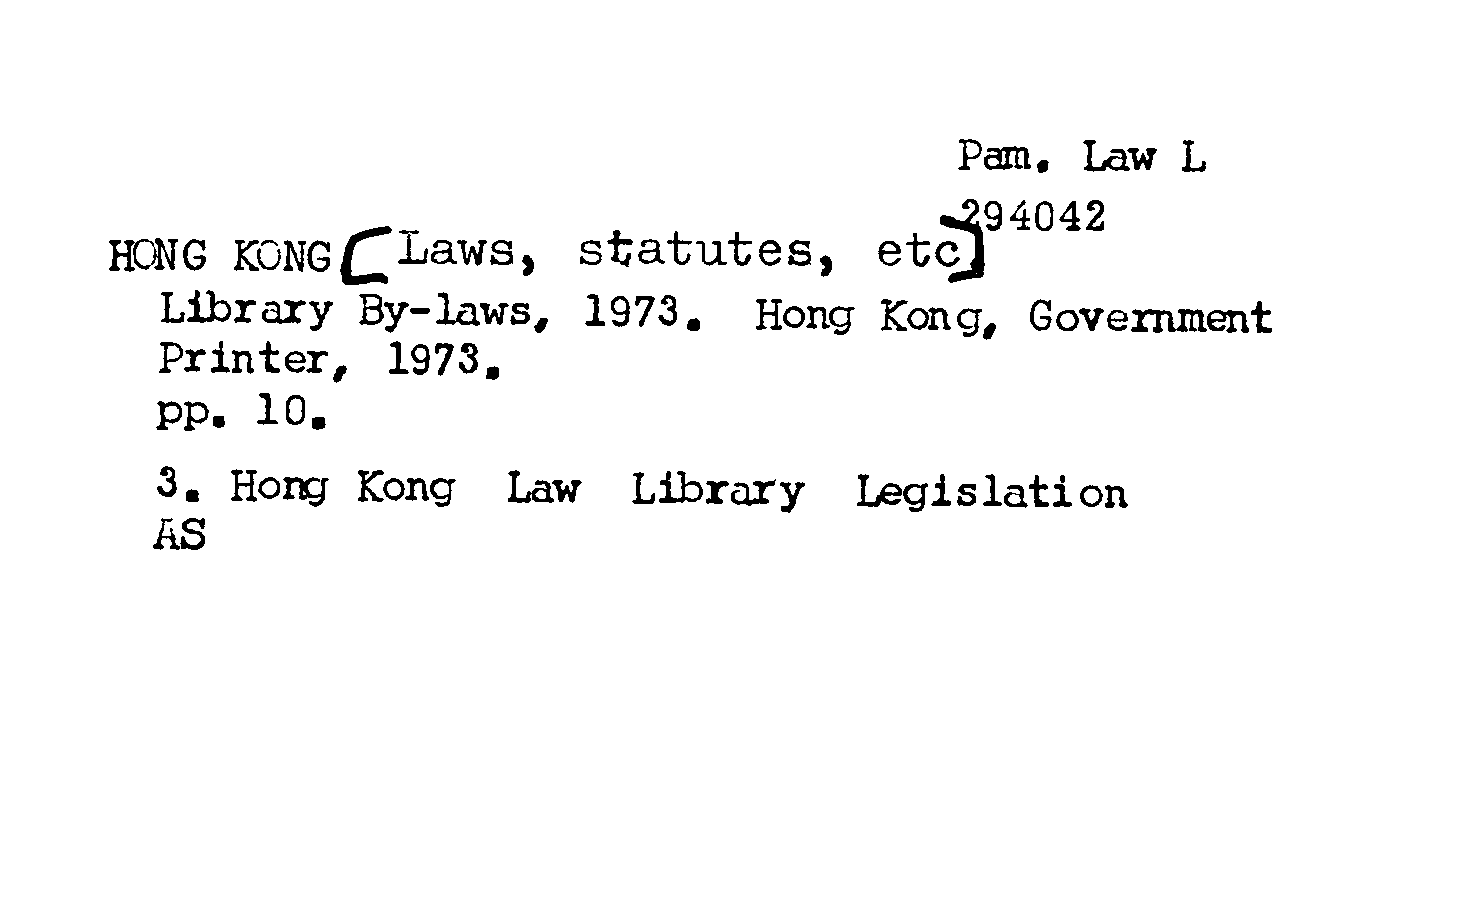 Pam. Law L
294042
HONG KONG [Laws, statutes, etc]
Library By-laws, 1973. Hong Kong, Government
Printer, 1973.
pp. 10.
3. Hong Kong Law Library Legislation
AS